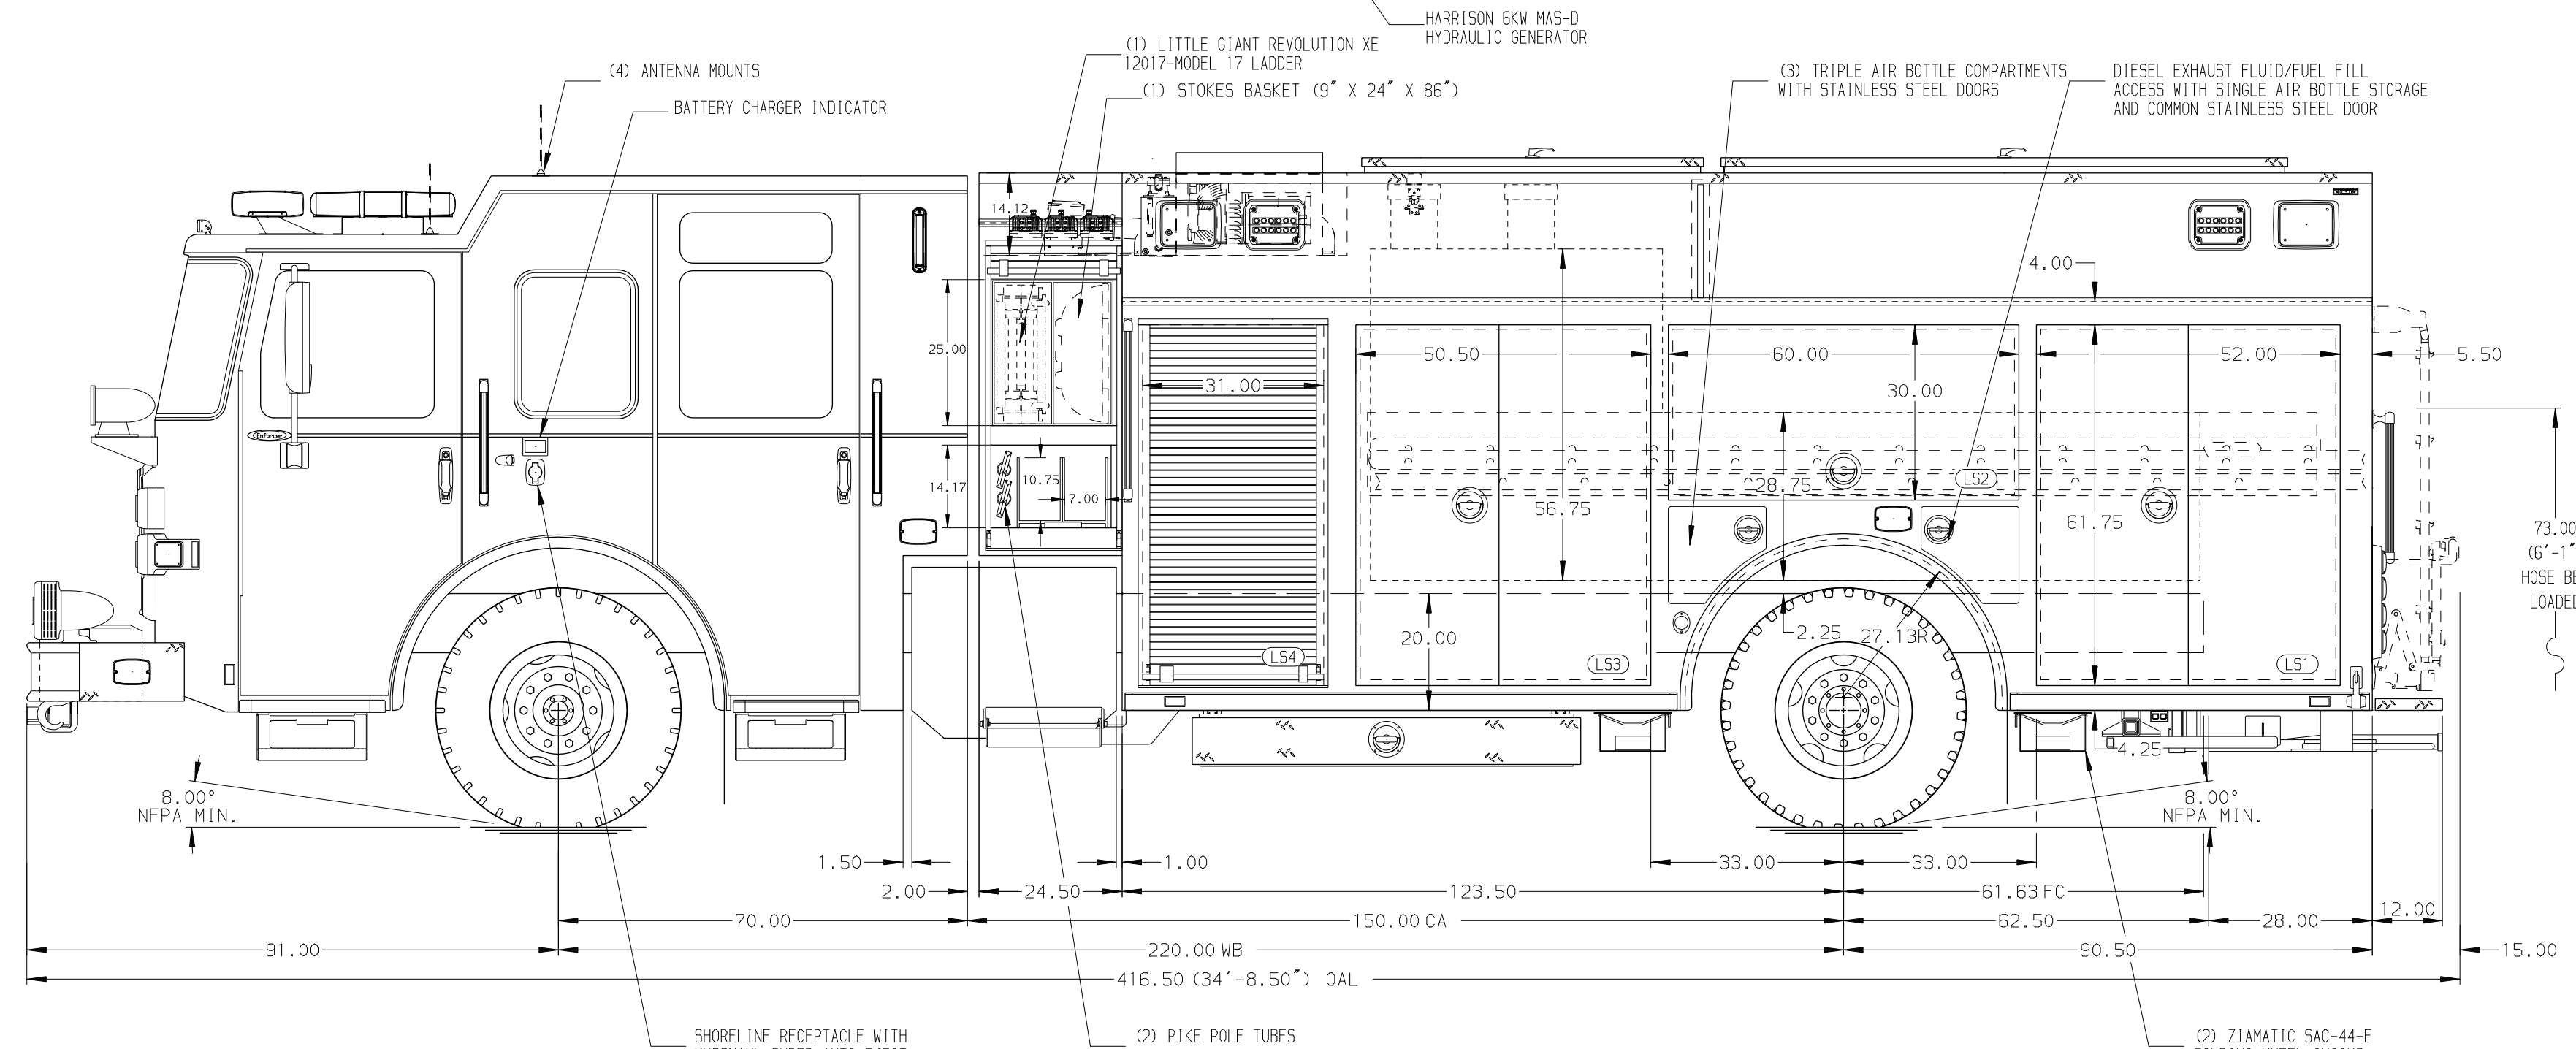 HARRISON 6KW MAS-D
HYDRAULIC GENERATOR
(1) LITTLE GIANT REVOLUTION XE
12017-MODEL 17 LADDER
(1) STOKES BASKET (9" X 24" X 86")
(4) ANTENNA MOUNTS
BATTERY CHARGER INDICATOR
(3) TRIPLE AIR BOTTLE COMPARTMENTS
WITH STAINLESS STEEL DOORS
DIESEL EXHAUST FLUID/FUEL FILL
ACCESS WITH SINGLE AIR BOTTLE STORAGE
AND COMMON STAINLESS STEEL DOOR
14.12
4.00
25.00
31.00
50.50
60.00
30.00
52.00
5.50
Enforcer
14.17
10.75
7.00
56.75
28.75
LS2
61.75
73.00
(6'-1"
HOSE BE
LOADED
20.00
2.25
27.13R
LS4
LS3
LS1
4.25
8.00°
NFPA MIN.
8.00°
NFPA MIN.
1.50
1.00
33.00
33.00
2.00
24.50
123.50
61.63 FC
70.00
150.00 CA
62.50
28.00
12.00
91.00
220.00 WB
90.50
15.00
416.50 (34'-8.50") OAL
SHORELINE RECEPTACLE WITH
(2) PIKE POLE TUBES
(2) ZIAMATIC SAC-44-E